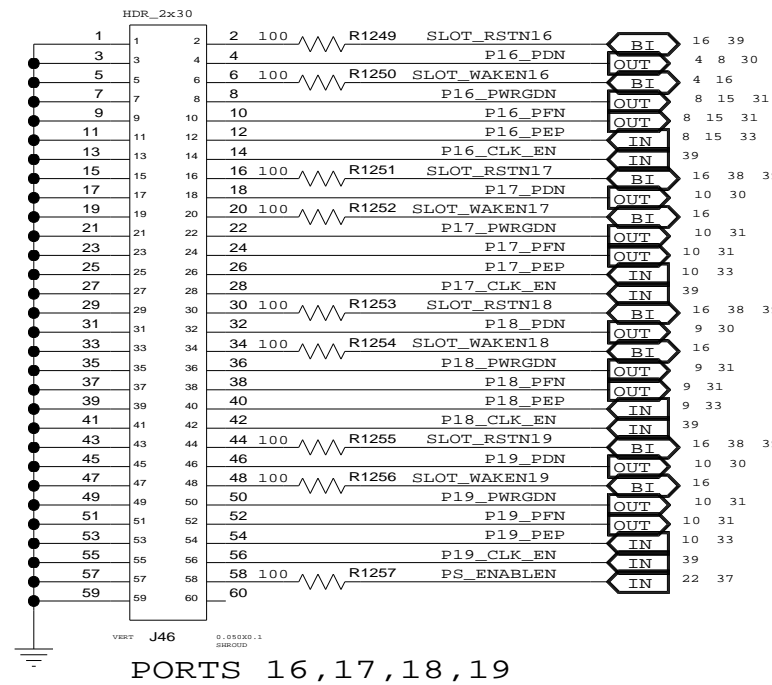 HDR_2x30
1 1 2 2 100 R1249 SLOT_RSTN16 BI 16 39
3 3 4 4 P16_PDN OUT 4 8 30
5 5 6 6 100 R1250 SLOT_WAKEN16 BI 4 16
7 7 8 8 P16_PWRGDN OUT 8 15 31
9 9 10 10 P16_PFN OUT 8 15 31
11 11 12 12 P16_PEP IN 8 15 33
13 13 14 14 P16_CLK_EN IN 39
15 15 16 16 100 R1251 SLOT_RSTN17 BI 16 38
17 17 18 18 P17_PDN OUT 10 30
19 19 20 20 100 R1252 SLOT_WAKEN17 BI 16
21 21 22 22 P17_PWRGDN OUT 10 31
23 23 24 24 P17_PFN OUT 10 31
25 25 26 26 P17_PEP IN 10 33
27 27 28 28 P17_CLK_EN IN 39
29 29 30 30 100 R1253 SLOT_RSTN18 BI 16 38
31 31 32 32 P18_PDN OUT 9 30
33 33 34 34 100 R1254 SLOT_WAKEN18 BI 16
35 35 36 36 P18_PWRGDN OUT 9 31
37 37 38 38 P18_PFN OUT 9 31
39 39 40 40 P18_PEP IN 9 33
41 41 42 42 P18_CLK_EN IN 39
43 43 44 44 100 R1255 SLOT_RSTN19 BI 16 38
45 45 46 46 P19_PDN OUT 10 30
47 47 48 48 100 R1256 SLOT_WAKEN19 BI 16
49 49 50 50 P19_PWRGDN OUT 10 31
51 51 52 52 P19_PFN OUT 10 31
53 53 54 54 P19_PEP IN 10 33
55 55 56 56 P19_CLK_EN IN 39
57 57 58 58 100 R1257 PS_ENABLEN IN 22 37
59 59 60 60
VERT J46 0.050X0.1
SHROUD
PORTS 16,17,18,19